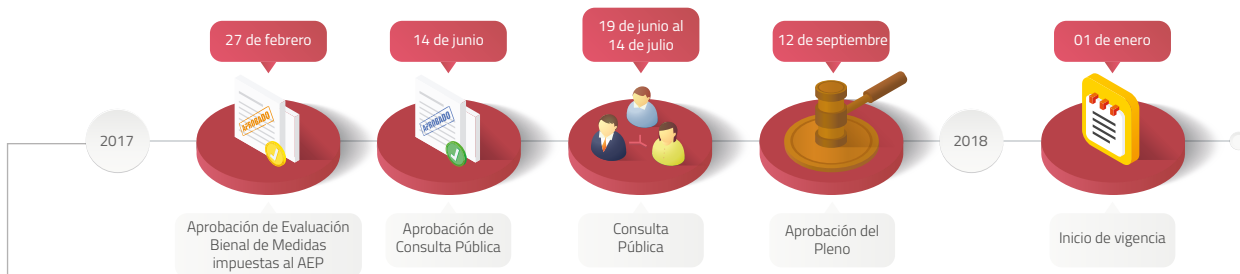 27 de febrero
14 de junio
19 de junio al
14 de julio
12 de septiembre
01 de enero
APROBADO
APROBADO
2017
2018
Aprobación de Evaluación
Bienal de Medidas
impuestas al AEP
Aprobación de
Consulta Pública
Consulta
Pública
Aprobación del
Pleno
Inicio de vigencia